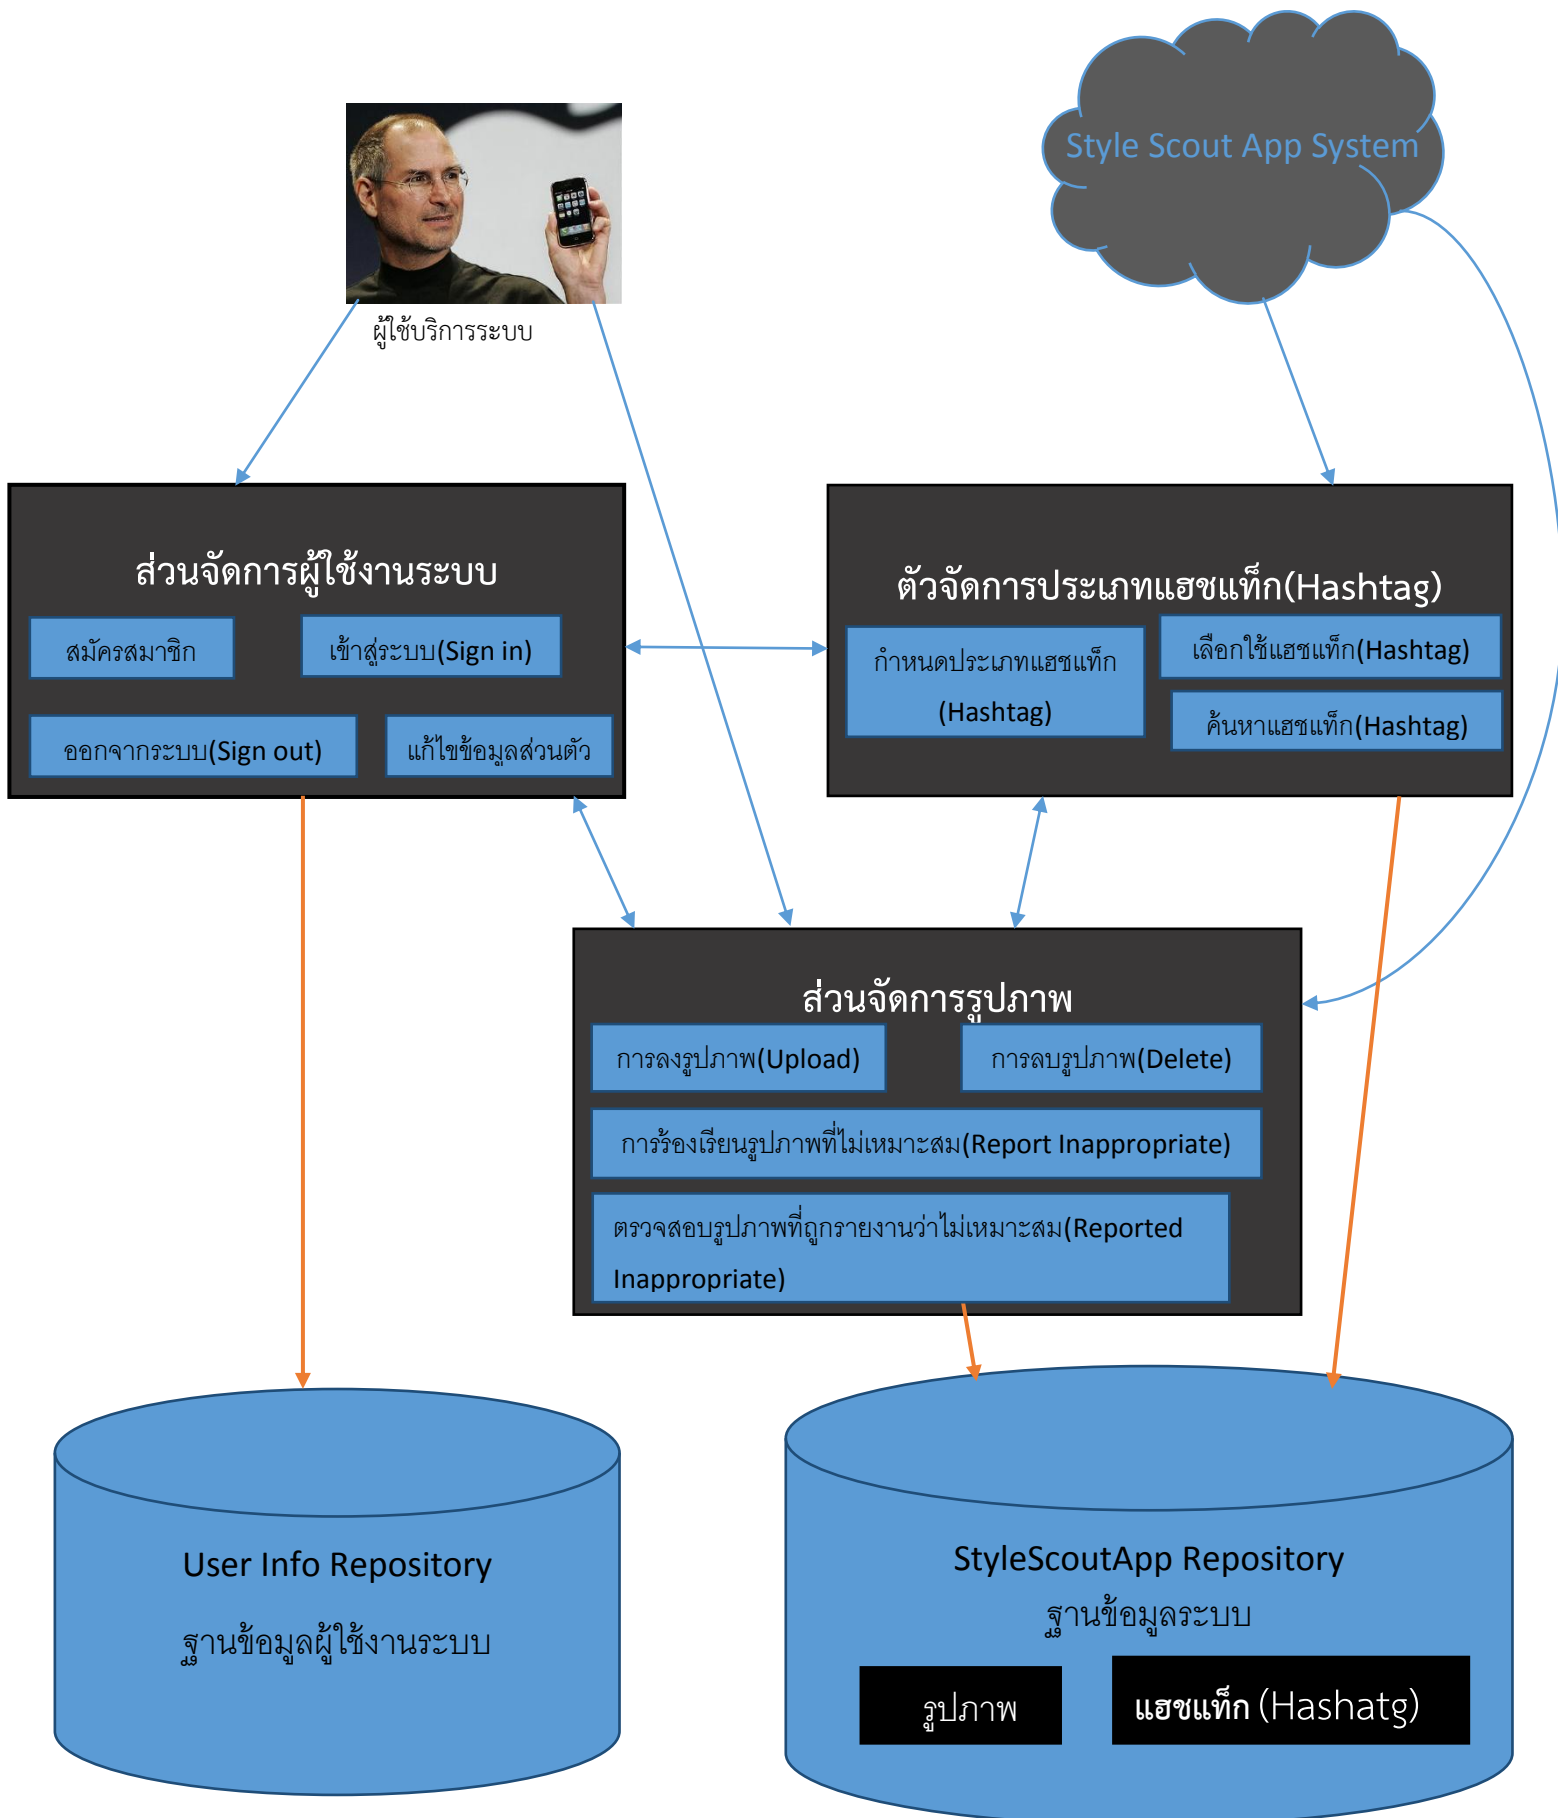 Style Scout App System
ผู้ใช้บริการระบบ
ส่วนจัดการผู้ใช้งานระบบ
สมัครสมาชิก
เข้าสู่ระบบ(Sign in)
ออกจากระบบ(Sign out)
แก้ไขข้อมูลส่วนตัว
ตัวจัดการประเภทแฮชแท็ก(Hashtag)
กำหนดประเภทแฮชแท็ก
(Hashtag)
เลือกใช้แฮชแท็ก(Hashtag)
ค้นหาแฮชแท็ก(Hashtag)
ส่วนจัดการรูปภาพ
การลงรูปภาพ(Upload)
การลบรูปภาพ(Delete)
การร้องเรียนรูปภาพที่ไม่เหมาะสม(Report Inappropriate)
ตรวจสอบรูปภาพที่ถูกรายงานว่าไม่เหมาะสม(Reported
Inappropriate)
User Info Repository
ฐานข้อมูลผู้ใช้งานระบบ
StyleScoutApp Repository
ฐานข้อมูลระบบ
รูปภาพ
แฮชแท็ก (Hashatg)